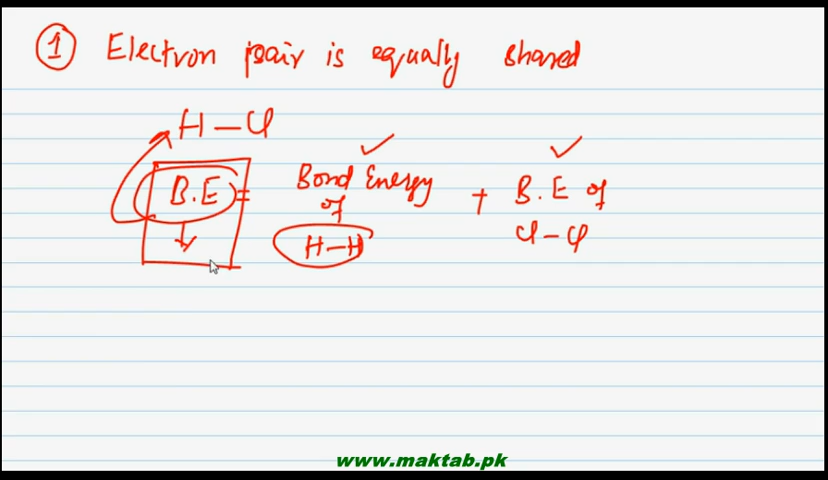 ① Electron pair is equally shared
H – Cl
B.E = Bond Energy of H–H + B.E of Cl – Cl
www.maktab.pk